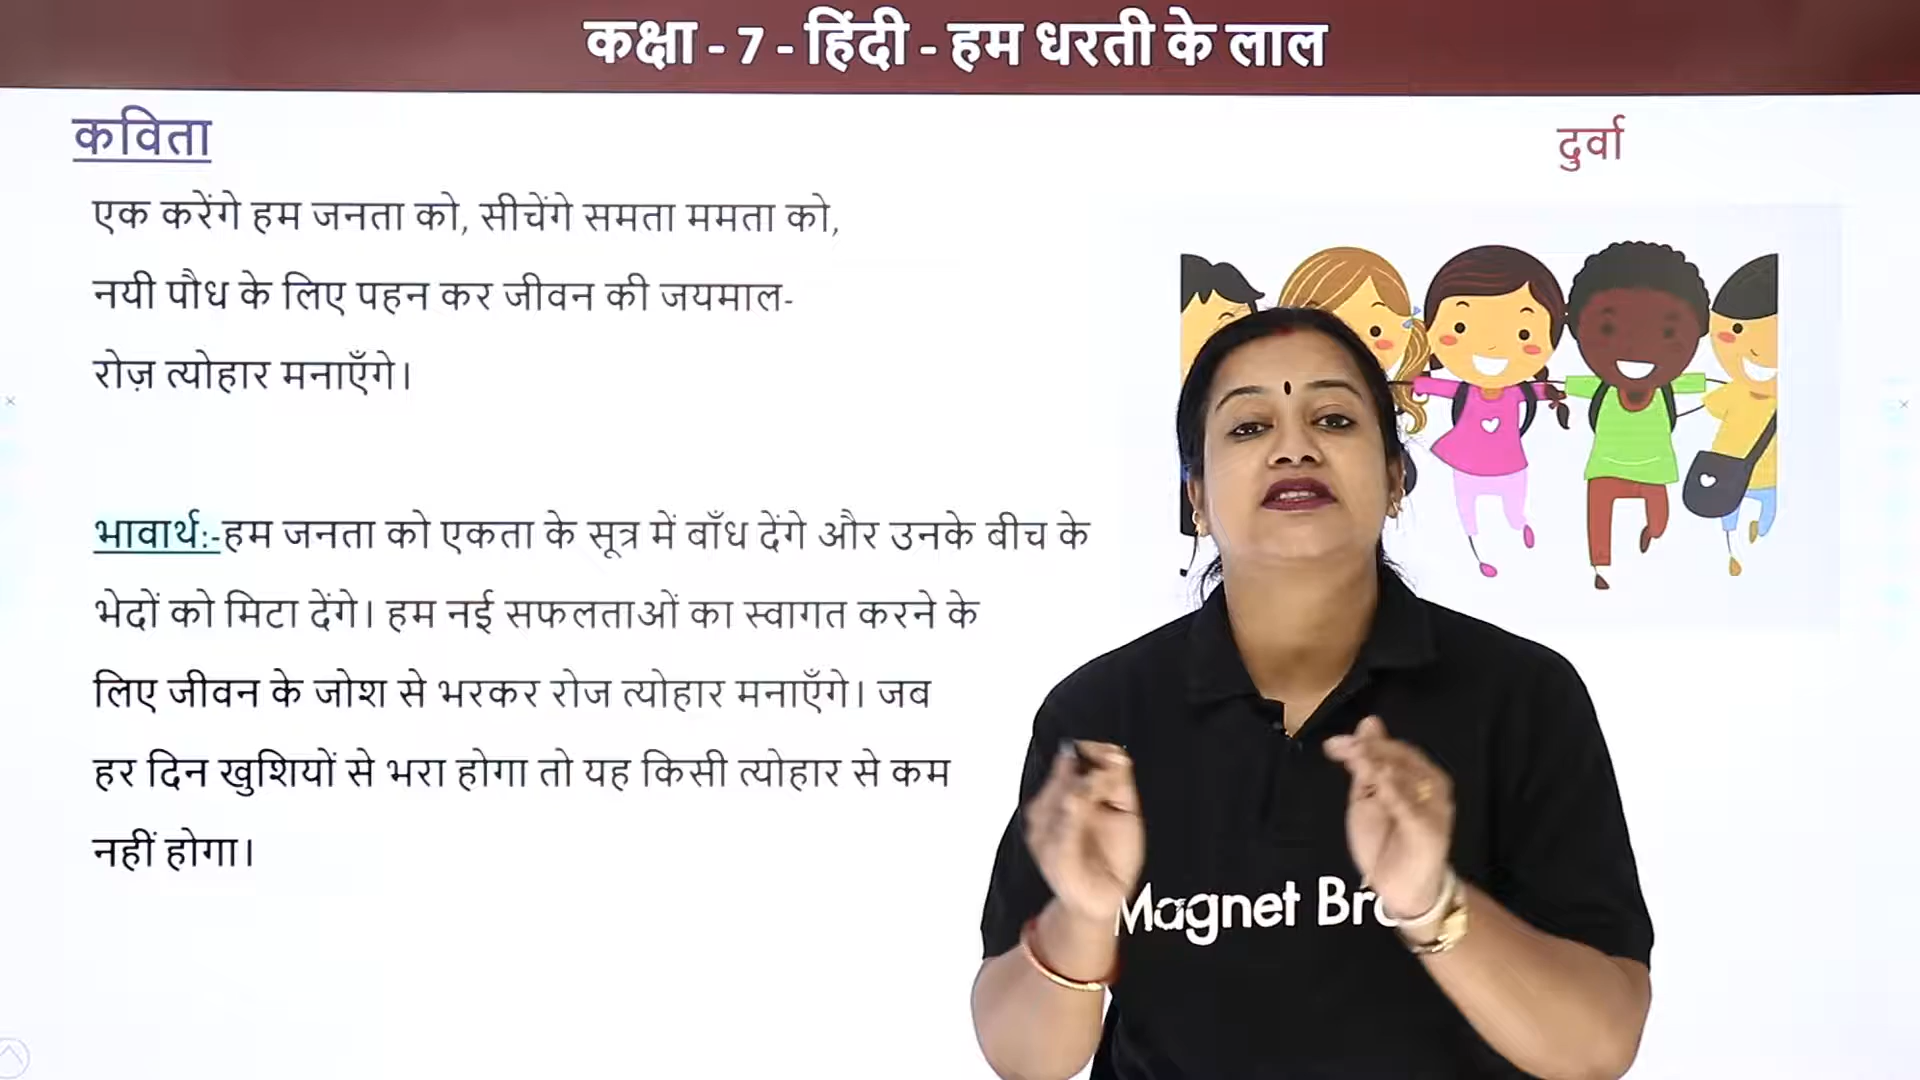 कक्षा - 7 - हिंदी - हम धरती के लाल
कविता
दुर्वा
एक करेंगे हम जनता को, सीचेंगे समता ममता को,
नयी पौध के लिए पहन कर जीवन की जयमाल-
रोज़ त्योहार मनाएँगे।
भावार्थ:-हम जनता को एकता के सूत्र में बाँध देंगे और उनके बीच के
भेदों को मिटा देंगे। हम नई सफलताओं का स्वागत करने के
लिए जीवन के जोश से भरकर रोज त्योहार मनाएँगे। जब
हर दिन खुशियों से भरा होगा तो यह किसी त्योहार से कम
नहीं होगा।
Magnet